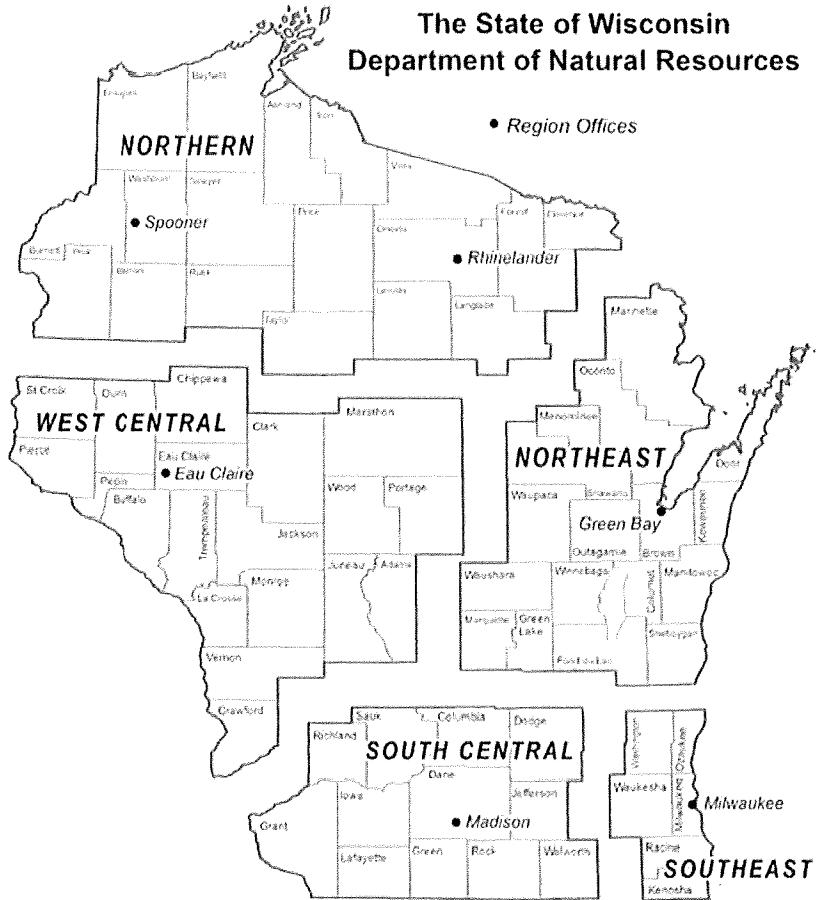 The State of Wisconsin
Department of Natural Resources
• Region Offices
NORTHERN
Douglas
Bayfield
Ashland
Iron
Vilas
Washburn
Sawyer
• Spooner
Price
Oneida
Forest
Florence
• Rhinelander
Burnett
Polk
Barron
Rusk
Lincoln
Langlade
Taylor
WEST CENTRAL
St Croix
Dunn
Chippewa
Clark
Marathon
Pierce
Eau Claire
• Eau Claire
Pepin
Buffalo
Trempealeau
Wood
Portage
Jackson
Juneau
Adams
Monroe
La Crosse
Vernon
Crawford
NORTHEAST
Marinette
Oconto
Menominee
Door
Waupaca
Shawano
Green Bay
Kewaunee
Outagamie
Brown
Waushara
Winnebago
Calumet
Manitowoc
Marquette
Green
Lake
Sheboygan
Fond du Lac
SOUTH CENTRAL
Sauk
Columbia
Dodge
Richland
Dane
Iowa
Jefferson
Grant
• Madison
Lafayette
Green
Rock
Walworth
SOUTHEAST
Washington
Ozaukee
Waukesha
Milwaukee
• Milwaukee
Racine
Kenosha